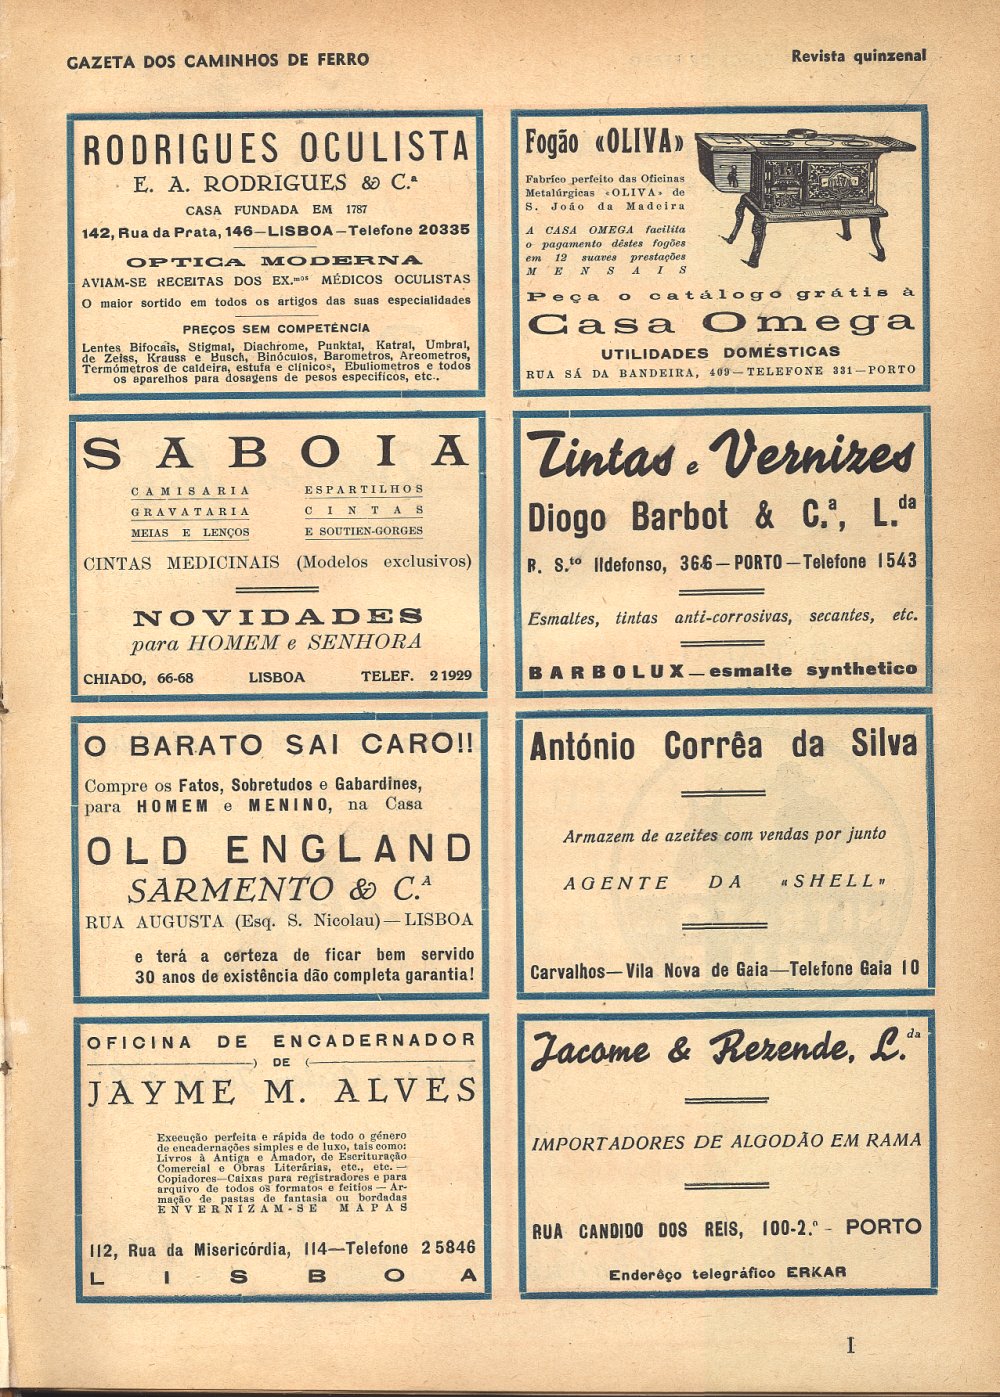 GAZETA DOS CAMINHOS DE FERRO
Revista quinzenal
RODRIGUES OCULISTA
E. A. RODRIGUES & C.ª
CASA FUNDADA EM 1787
142, Rua da Prata, 146—LISBOA—Telefone 20335
OPTICA MODERNA
AVIAM-SE RECEITAS DOS EX.mos MÉDICOS OCULISTAS
O maior sortido em todos os artigos das suas especialidades
PREÇOS SEM COMPETÊNCIA
Lentes Bifocais, Stigmal, Diachrome, Punktal, Katral, Umbral,
de Zeiss, Krauss e Busch, Binóculos, Barometros, Areometros,
Termómetros de caldeira, estufa e clínicos, Ebuliometros e todos
os aparelhos para dosagens de pesos especificos, etc..
Fogão «OLIVA»
Fabríco perfeito das Oficinas
Metalúrgicas «OLIVA» de
S. João da Madeira
A CASA OMEGA facilita
o pagamento dêstes fogões
em 12 suaves prestações
MENSAIS
Peça o catálogo grátis à
Casa Omega
UTILIDADES DOMÉSTICAS
RUA SÁ DA BANDEIRA, 409—TELEFONE 331—PORTO
SABOIA
CAMISARIA
GRAVATARIA
MEIAS E LENÇOS
ESPARTILHOS
CINTAS
E SOUTIEN-GORGES
CINTAS MEDICINAIS (Modelos exclusivos)
NOVIDADES
para HOMEM e SENHORA
CHIADO, 66-68 LISBOA TELEF. 21929
Tintas e Vernizes
Diogo Barbot & C.ª, L.da
R. S.to Ildefonso, 366—PORTO—Telefone 1543
Esmaltes, tintas anti-corrosivas, secantes, etc.
BARBOLUX—esmalte synthetico
O BARATO SAI CARO!!
Compre os Fatos, Sobretudos e Gabardines,
para HOMEM e MENINO, na Casa
OLD ENGLAND
SARMENTO & C.ª
RUA AUGUSTA (Esq. S. Nicolau)—LISBOA
e terá a certeza de ficar bem servido
30 anos de existência dão completa garantia!
António Corrêa da Silva
Armazem de azeites com vendas por junto
AGENTE DA «SHELL»
Carvalhos—Vila Nova de Gaia—Telefone Gaia 10
OFICINA DE ENCADERNADOR
DE
JAYME M. ALVES
Execução perfeita e rápida de todo o género
de encadernações simples e de luxo, tais como:
Livros à Antiga e Amador, de Escrituração
Comercial e Obras Literárias, etc., etc.—
Copiadores—Caixas para registradores e para
arquivo de todos os formatos e feitios — Ar-
mação de pastas de fantasia ou bordadas
ENVERNIZAM-SE MAPAS
112, Rua da Misericórdia, 114—Telefone 25846
LISBOA
Jacome & Rezende, L.da
IMPORTADORES DE ALGODÃO EM RAMA
RUA CANDIDO DOS REIS, 100-2.º - PORTO
Enderêço telegráfico ERKAR
I